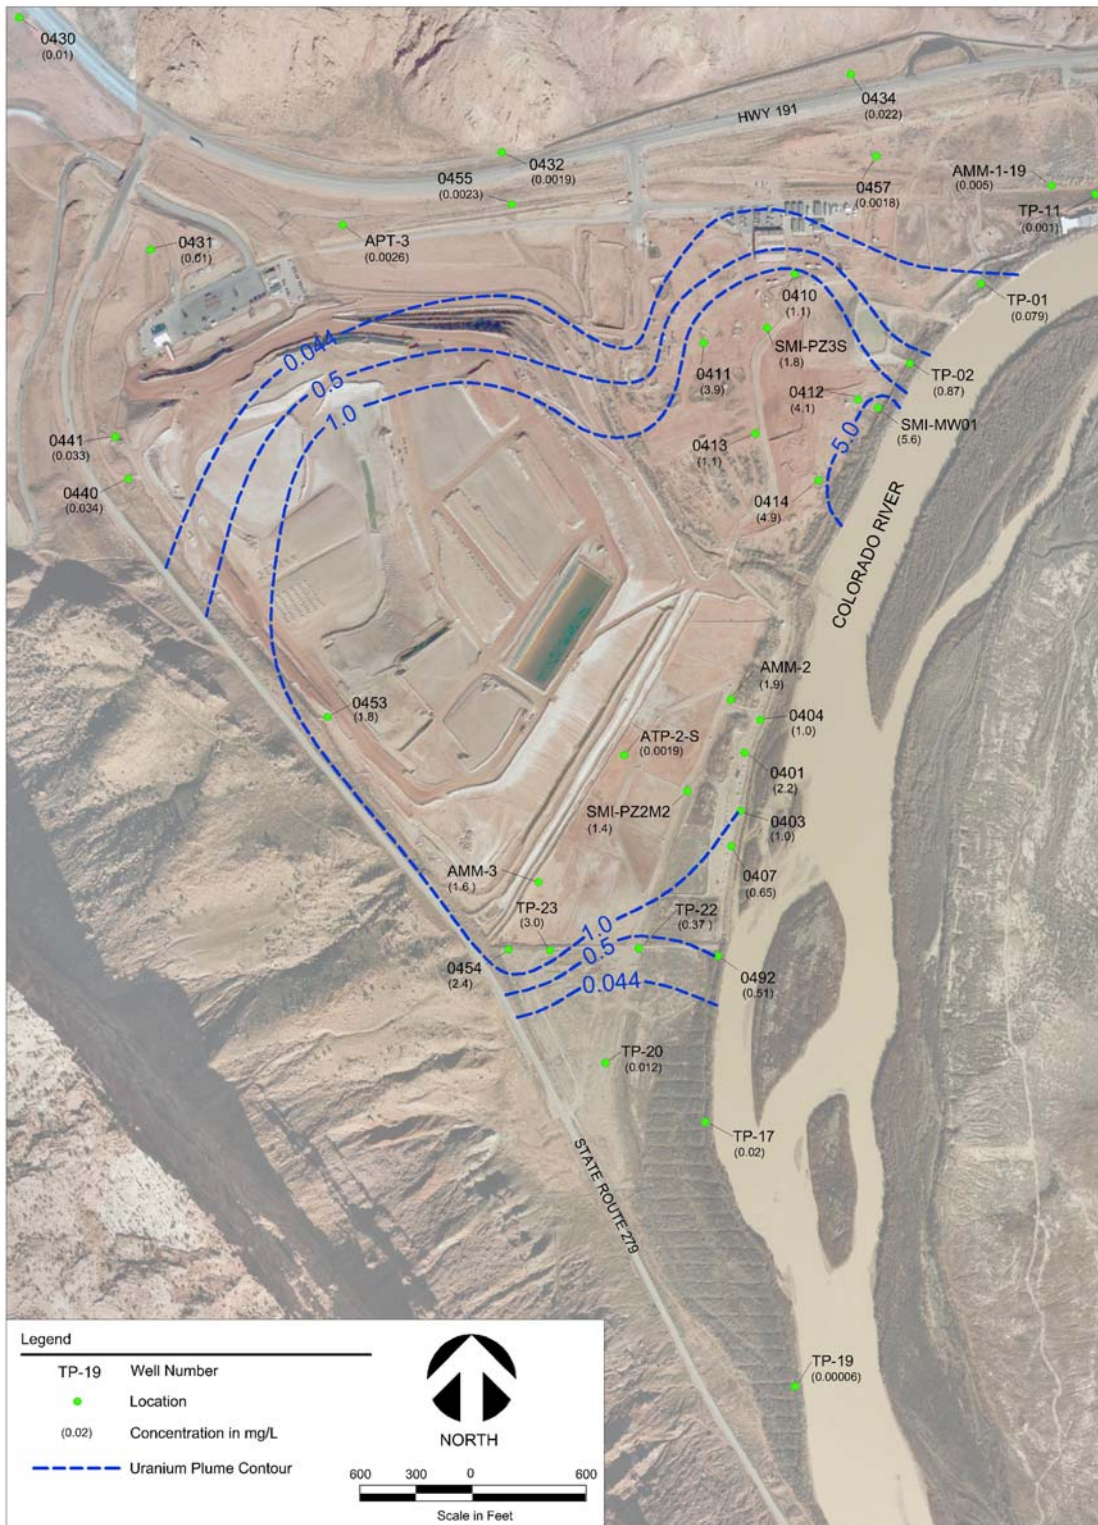 0430
(0.01)
0434
(0.022)
HWY 191
0432
(0.0019)
0455
(0.0023)
0457
(0.0018)
AMM-1-19
(0.005)
TP-11
(0.001)
APT-3
(0.0026)
0431
(0.01)
TP-01
(0.079)
0410
(1.1)
SMI-PZ3S
(1.8)
0411
(3.9)
0.044
0.5
1.0
TP-02
(0.87)
0412
(4.1)
SMI-MW01
(5.6)
5.0
0413
(1.1)
0414
(4.9)
0441
(0.033)
0440
(0.034)
COLORADO RIVER
AMM-2
(1.9)
0404
(1.0)
0453
(1.8)
ATP-2-S
(0.0019)
0401
(2.2)
SMI-PZ2M2
(1.4)
0403
(1.0)
0407
(0.65)
AMM-3
(1.6 )
TP-23
(3.0)
TP-22
(0.37 )
1.0
0.5
0.044
0454
(2.4)
0492
(0.51)
TP-20
(0.012)
TP-17
(0.02)
STATE ROUTE 279
TP-19
(0.00006)
Legend
TP-19 Well Number
Location
(0.02) Concentration in mg/L
Uranium Plume Contour
NORTH
600 300 0 600
Scale in Feet